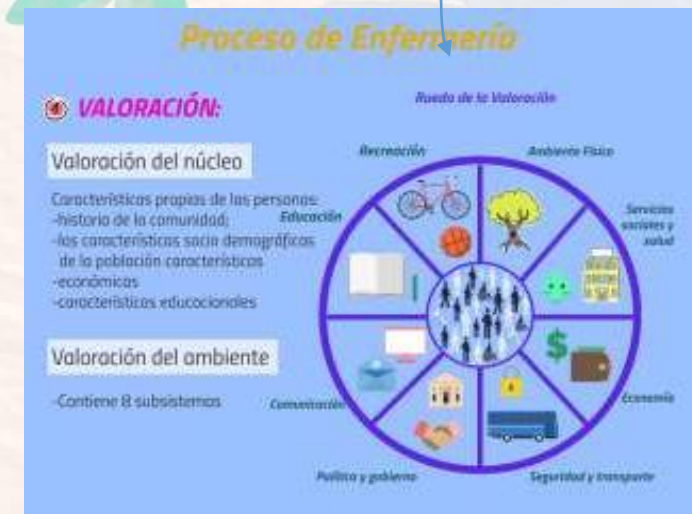 Proceso de Enfermería
VALORACIÓN:
Valoración del núcleo
Características propias de las personas:
-historia de la comunidad;
-las características socio demográficas
de la población características
-económicas
-características educacionales
Valoración del ambiente
-Contiene 8 subsistemas
Rueda de la Valoración
Recreación
Ambiente Físico
Educación
Servicios
sociales y
salud
Comunicación
Economía
Política y gobierno
Seguridad y transporte